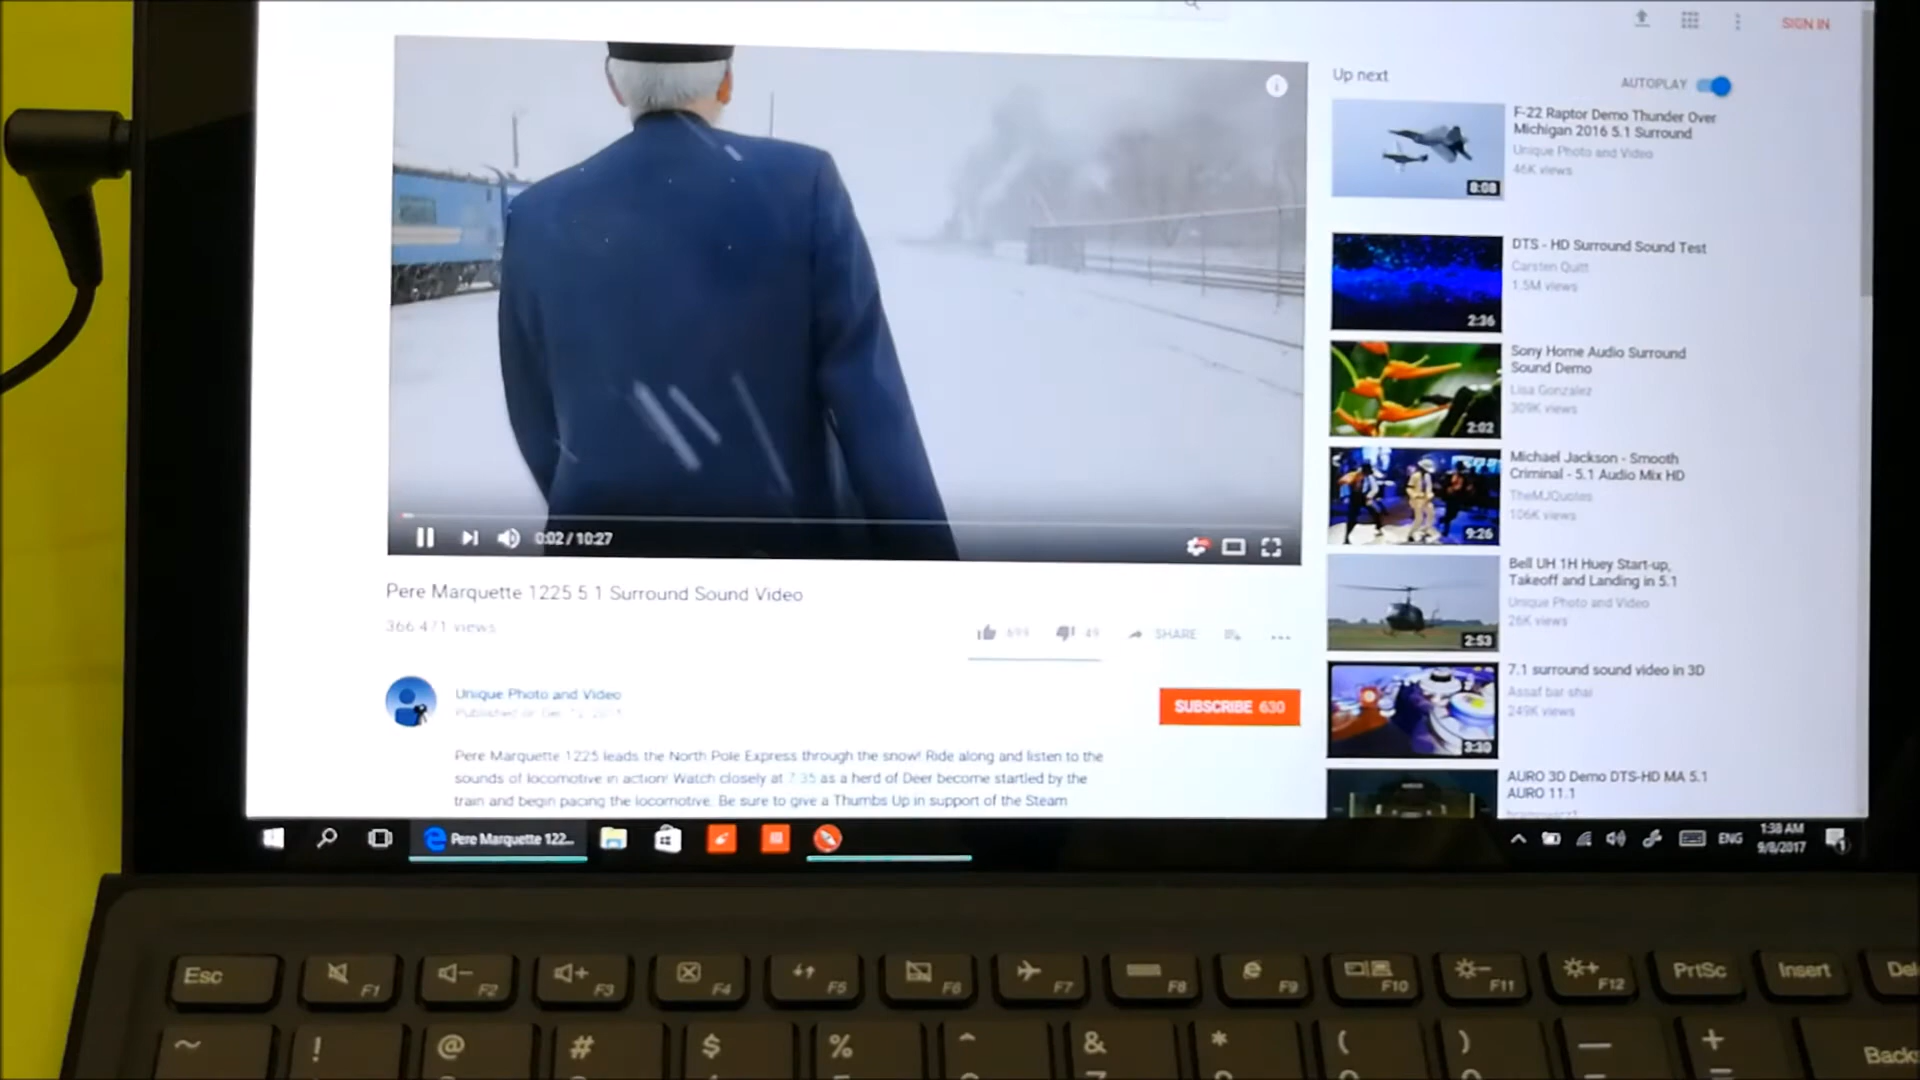 SIGN IN
Up next
AUTOPLAY
F-22 Raptor Demo Thunder Over
Michigan 2016 5.1 Surround
Unique Photo and Video
46K views
8:08
DTS - HD Surround Sound Test
Carsten Quitt
1.5M views
2:36
Sony Home Audio Surround
Sound Demo
Lisa Gonzalez
309K views
2:02
Michael Jackson - Smooth
Criminal - 5.1 Audio Mix HD
TheMJQuotes
106K views
9:26
Bell UH 1H Huey Start-up,
Takeoff and Landing in 5.1
Unique Photo and Video
26K views
2:53
7.1 surround sound video in 3D
Assaf bar shai
249K views
3:30
AURO 3D Demo DTS-HD MA 5.1
AURO 11.1
0:02 / 10:27
Pere Marquette 1225 5 1 Surround Sound Video
366 471 views
699
49
SHARE
Unique Photo and Video
SUBSCRIBE 630
Pere Marquette 1225 leads the North Pole Express through the snow! Ride along and listen to the
sounds of locomotive in action! Watch closely at 7:35 as a herd of Deer become startled by the
train and begin pacing the locomotive. Be sure to give a Thumbs Up in support of the Steam
Pere Marquette 122...
ENG
1:38 AM
9/8/2017
1
Esc
F1
F2
F3
F4
F5
F6
F7
F8
F9
F10
F11
F12
PrtSc
Insert
Del
~ ! @ # $ % ^ & * ( ) — +
Back